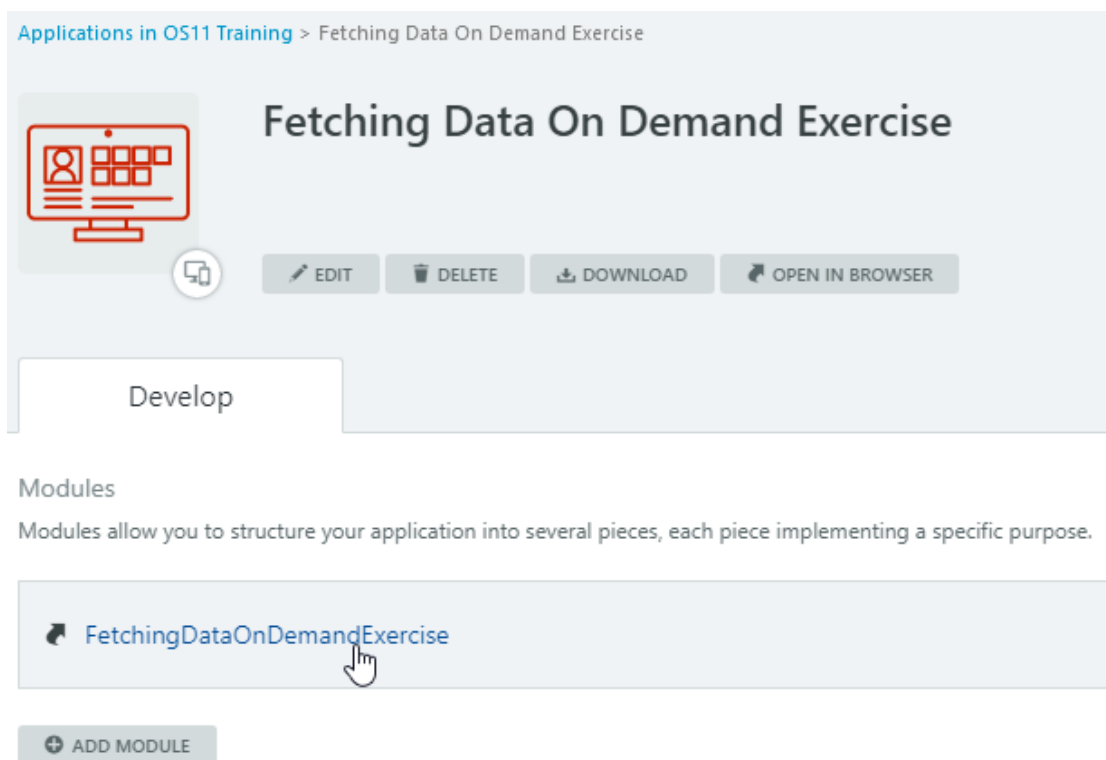 Applications in OS11 Training > Fetching Data On Demand Exercise
Fetching Data On Demand Exercise
EDIT
DELETE
DOWNLOAD
OPEN IN BROWSER
Develop
Modules
Modules allow you to structure your application into several pieces, each piece implementing a specific purpose.
FetchingDataOnDemandExercise
ADD MODULE